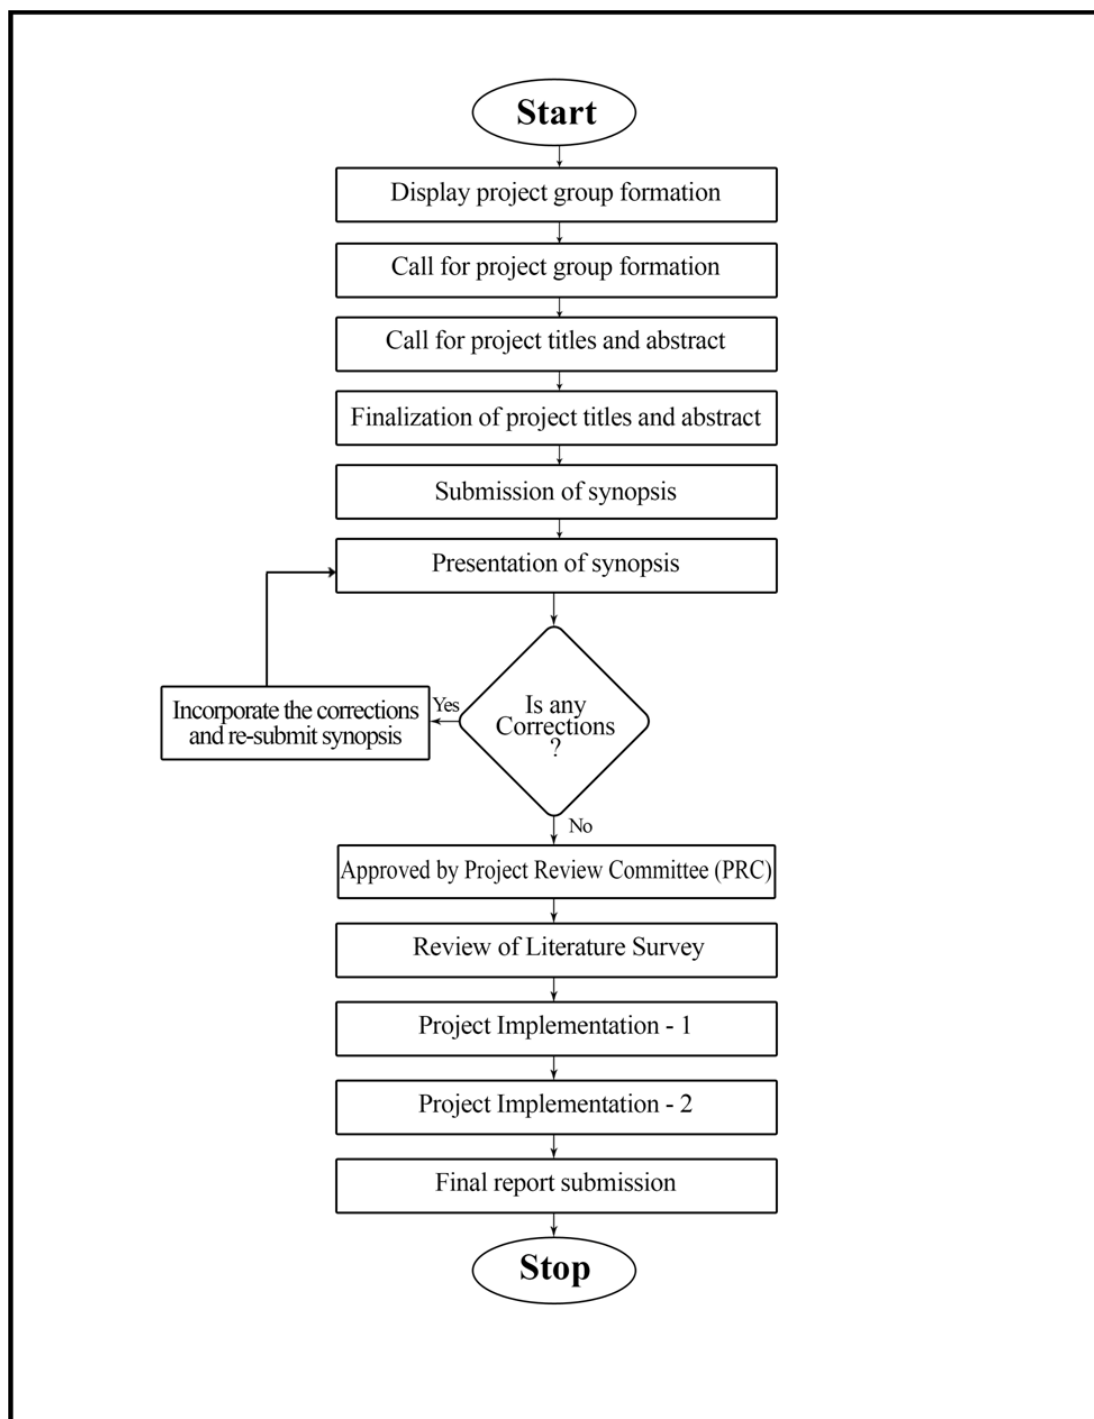 Start
Display project group formation
Call for project group formation
Call for project titles and abstract
Finalization of project titles and abstract
Submission of synopsis
Presentation of synopsis
Incorporate the corrections
and re-submit synopsis
Yes
Is any
Corrections
?
No
Approved by Project Review Committee (PRC)
Review of Literature Survey
Project Implementation - 1
Project Implementation - 2
Final report submission
Stop